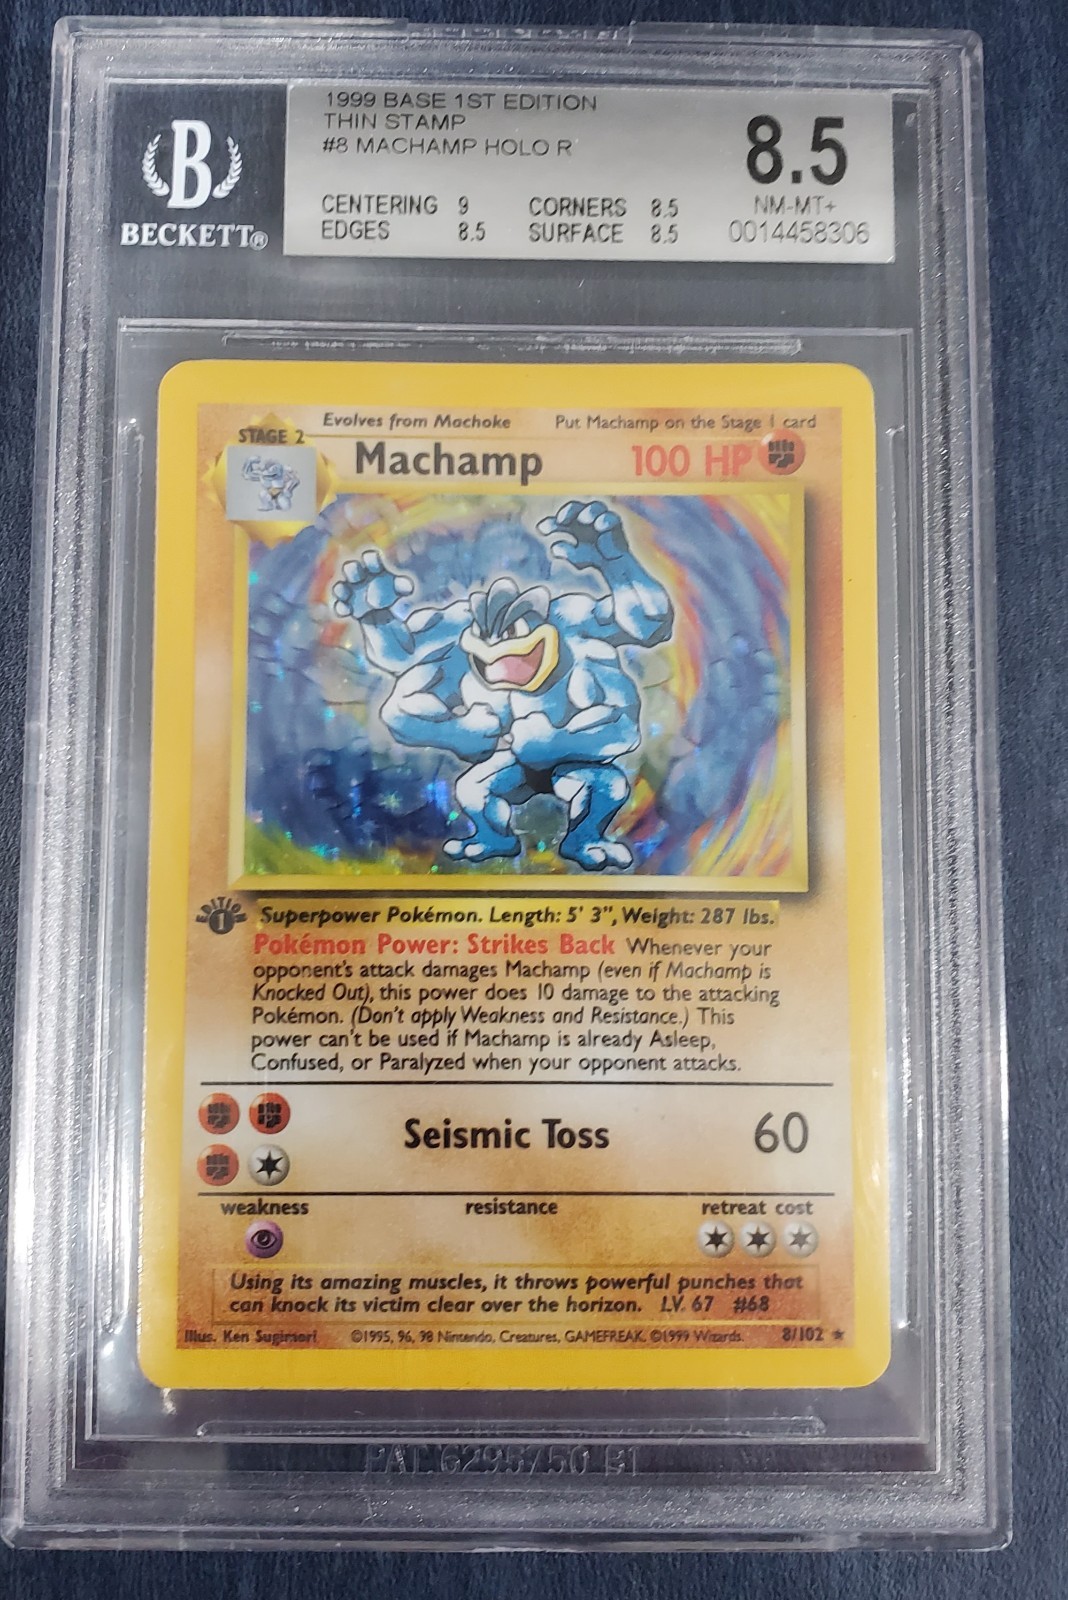 1999 BASE 1ST EDITION
THIN STAMP
#8 MACHAMP HOLO R
8.5
CENTERING 9 CORNERS 8.5
NM-MT+
EDGES 8.5 SURFACE 8.5
0014458306
B
BECKETT®
Evolves from Machoke Put Machamp on the Stage 1 card
STAGE 2
Machamp 100 HP
EDITION
1
Superpower Pokémon. Length: 5' 3", Weight: 287 lbs.
Pokémon Power: Strikes Back Whenever your
opponent's attack damages Machamp (even if Machamp is
Knocked Out), this power does 10 damage to the attacking
Pokémon. (Don't apply Weakness and Resistance.) This
power can't be used if Machamp is already Asleep,
Confused, or Paralyzed when your opponent attacks.
Seismic Toss 60
weakness resistance retreat cost
Using its amazing muscles, it throws powerful punches that
can knock its victim clear over the horizon. LV. 67 #68
Illus. Ken Sugimori ©1995, 96, 98 Nintendo, Creatures, GAMEFREAK. ©1999 Wizards. 8/102 ★
PAT. 6295750 B1